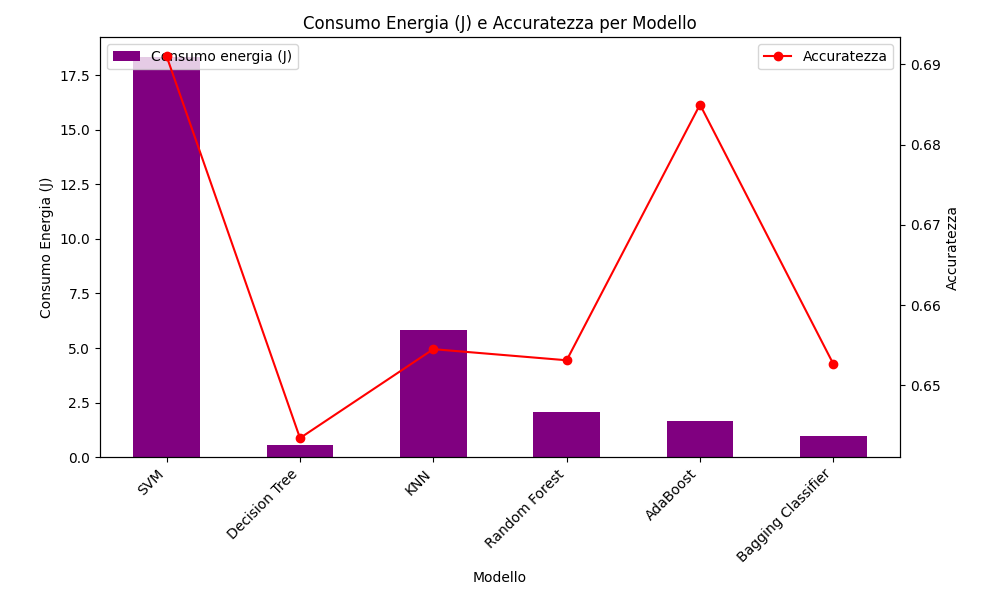 Consumo Energia (J) e Accuratezza per Modello
Consumo energia (J)
Accuratezza
Consumo Energia (J)
17.5
15.0
12.5
10.0
7.5
5.0
2.5
0.0
0.69
0.68
0.67
0.66
0.65
Accuratezza
SVM
Decision Tree
KNN
Random Forest
AdaBoost
Bagging Classifier
Modello